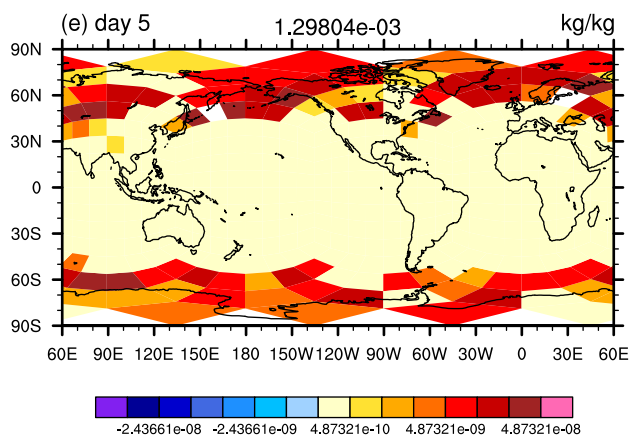 (e) day 5 1.29804e-03 kg/kg
90N
60N
30N
0
30S
60S
90S
60E 90E 120E 150E 180 150W 120W 90W 60W 30W 0 30E 60E
-2.43661e-08 -2.43661e-09 4.87321e-10 4.87321e-09 4.87321e-08